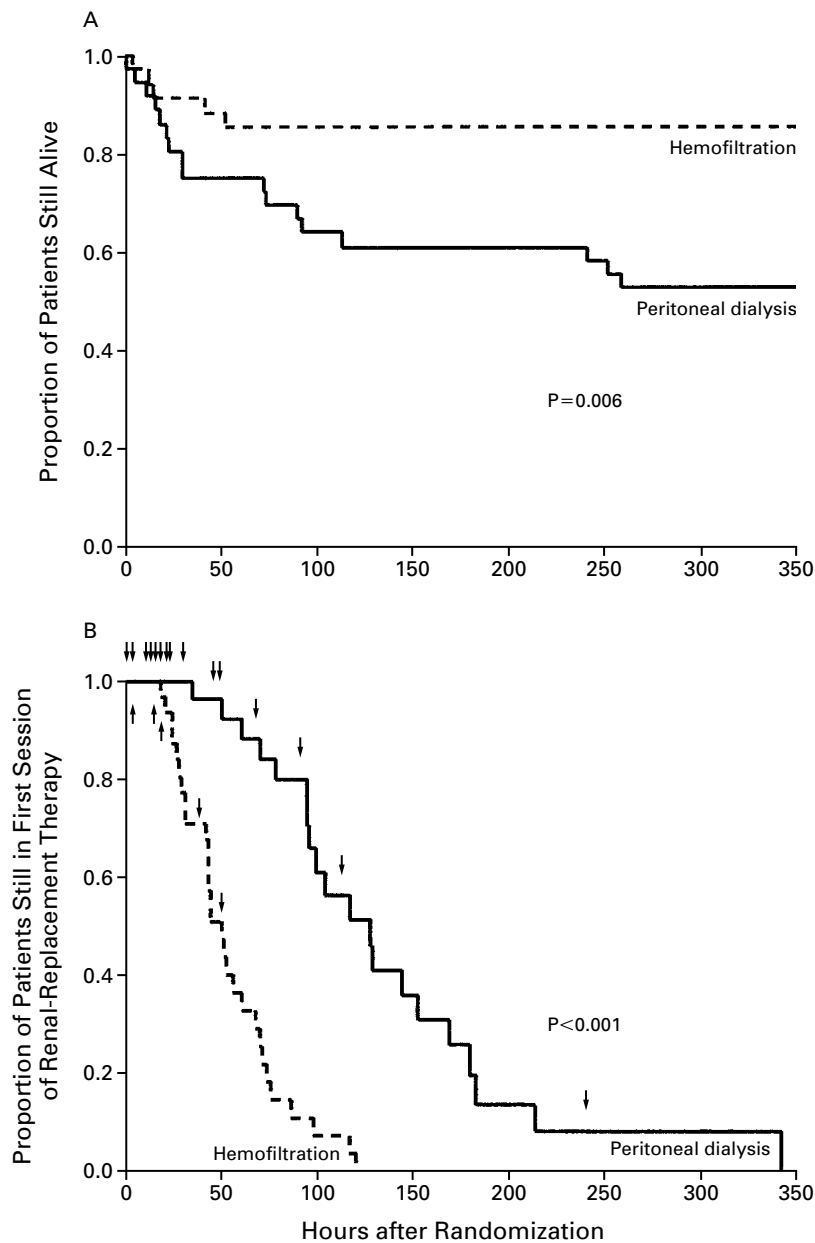 A
Proportion of Patients Still Alive
1.0
0.8
0.6
0.4
0.2
0.0
Hemofiltration
Peritoneal dialysis
P=0.006
0 50 100 150 200 250 300 350
B
Proportion of Patients Still in First Session
of Renal-Replacement Therapy
1.0
0.8
0.6
0.4
0.2
0.0
P<0.001
Hemofiltration
Peritoneal dialysis
0 50 100 150 200 250 300 350
Hours after Randomization